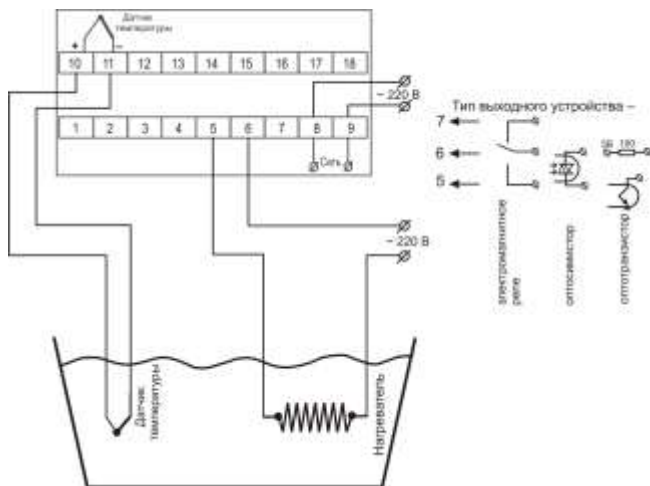 Датчик
температуры
+ –
10 11 12 13 14 15 16 17 18
~ 220 В
1 2 3 4 5 6 7 8 9
Сеть
Тип выходного устройства –
7
6
5
электромагнитное
реле
оптосимистор
оптотранзистор
~ 220 В
Датчик
температуры
Нагреватель